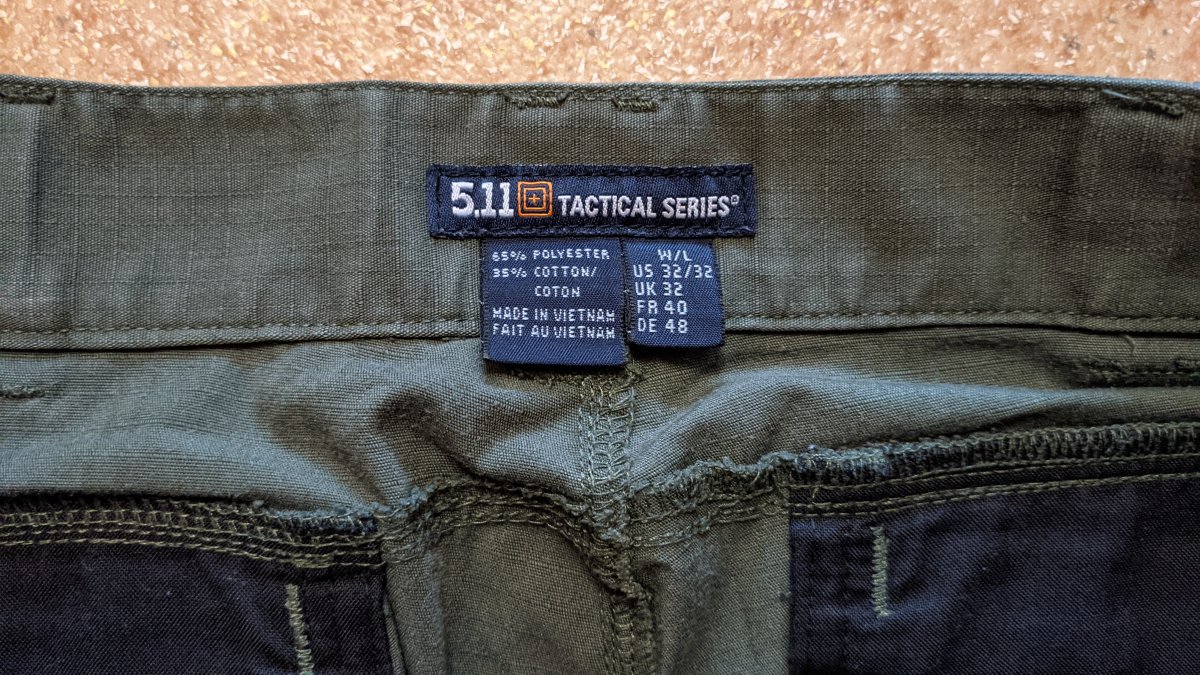 5.11 TACTICAL SERIES®
65% POLYESTER
35% COTTON/
COTON
MADE IN VIETNAM
FAIT AU VIETNAM
W/L
US 32/32
UK 32
FR 40
DE 48